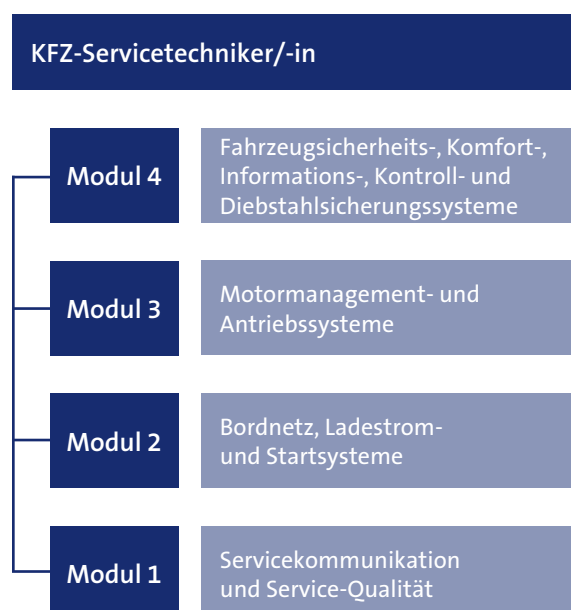 KFZ-Servicetechniker/-in
Modul 4
Fahrzeugsicherheits-, Komfort-,
Informations-, Kontroll- und
Diebstahlsicherungssysteme
Modul 3
Motormanagement- und
Antriebssysteme
Modul 2
Bordnetz, Ladestrom-
und Startsysteme
Modul 1
Servicekommunikation
und Service-Qualität